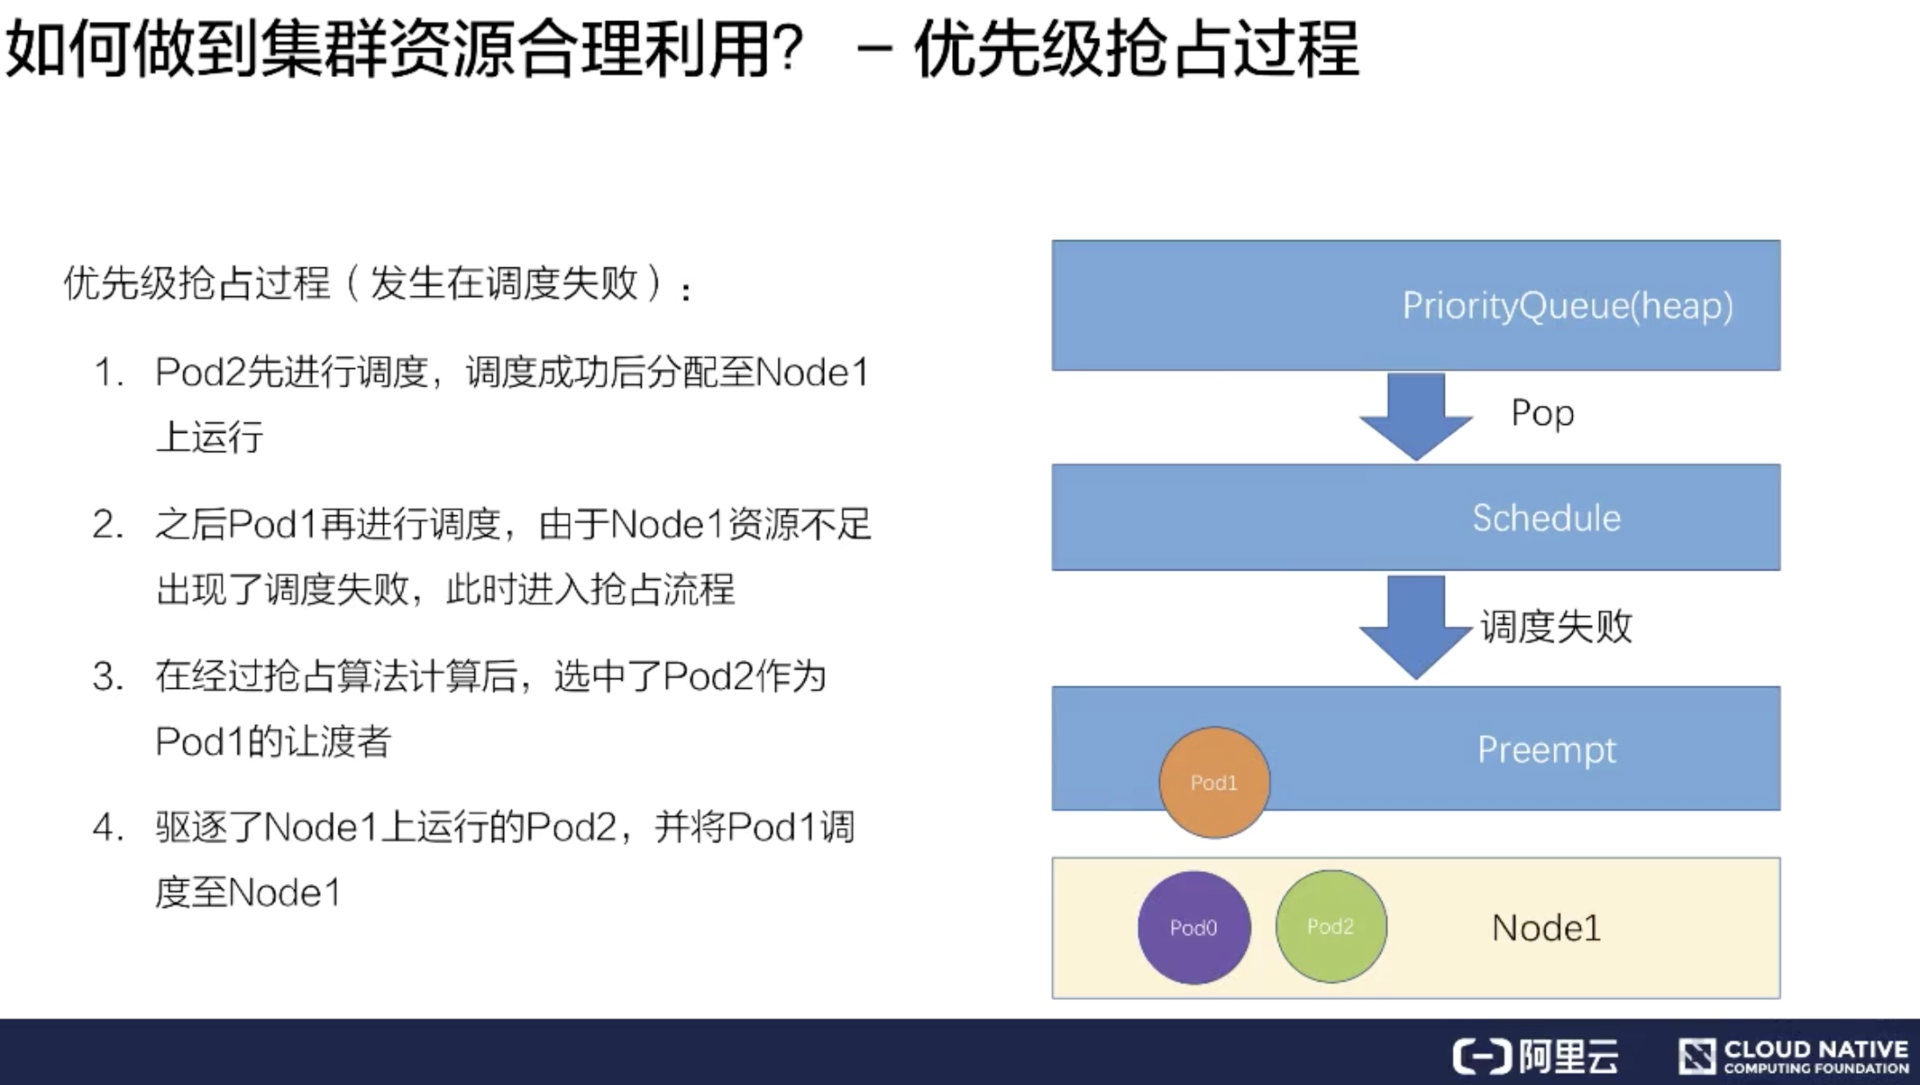 如何做到集群资源合理利用? - 优先级抢占过程
优先级抢占过程（发生在调度失败）:
1. Pod2先进行调度，调度成功后分配至Node1
上运行
2. 之后Pod1再进行调度，由于Node1资源不足
出现了调度失败，此时进入抢占流程
3. 在经过抢占算法计算后，选中了Pod2作为
Pod1的让渡者
4. 驱逐了Node1上运行的Pod2，并将Pod1调
度至Node1
PriorityQueue(heap)
Pop
Schedule
调度失败
Preempt
Pod1
Pod0
Pod2
Node1
阿里云
CLOUD NATIVE
COMPUTING FOUNDATION